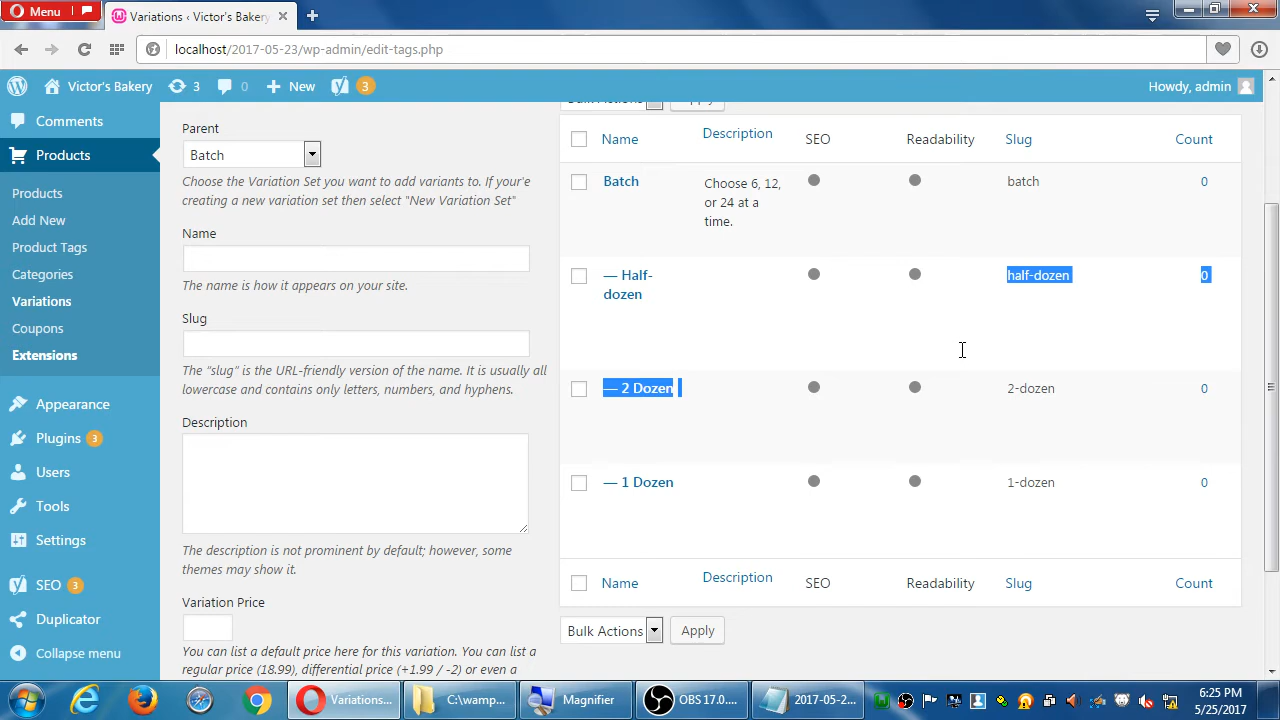 Menu
Variations ‹ Victor's Bakery
localhost/2017-05-23/wp-admin/edit-tags.php
Victor's Bakery
3
0
New
3
Howdy, admin
Comments
Products
Products
Add New
Product Tags
Categories
Variations
Coupons
Extensions
Appearance
Plugins 3
Users
Tools
Settings
SEO 3
Duplicator
Collapse menu
Parent
Batch
Choose the Variation Set you want to add variants to. If your'e
creating a new variation set then select "New Variation Set"
Name
The name is how it appears on your site.
Slug
The "slug" is the URL-friendly version of the name. It is usually all
lowercase and contains only letters, numbers, and hyphens.
Description
The description is not prominent by default; however, some
themes may show it.
Variation Price
You can list a default price here for this variation. You can list a
regular price (18.99), differential price (+1.99 / -2) or even a
Bulk Actions
Apply
Name Description SEO Readability Slug Count
Batch
Choose 6, 12,
or 24 at a
time.
batch
0
— Half-
dozen
half-dozen
0
— 2 Dozen
2-dozen
0
— 1 Dozen
1-dozen
0
Name Description SEO Readability Slug Count
Bulk Actions
Apply
Variations...
C:\wamp...
Magnifier
OBS 17.0....
2017-05-2...
6:25 PM
5/25/2017